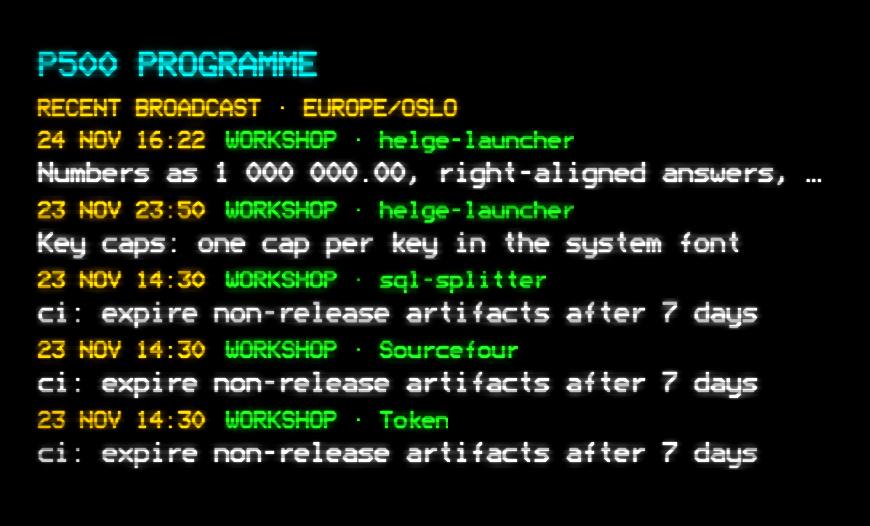 P500 PROGRAMME
RECENT BROADCAST · EUROPE/OSLO
24 NOV 16:22 WORKSHOP · helge-launcher
Numbers as 1 000 000.00, right-aligned answers, …
23 NOV 23:50 WORKSHOP · helge-launcher
Key caps: one cap per key in the system font
23 NOV 14:30 WORKSHOP · sql-splitter
ci: expire non-release artifacts after 7 days
23 NOV 14:30 WORKSHOP · Sourcefour
ci: expire non-release artifacts after 7 days
23 NOV 14:30 WORKSHOP · Token
ci: expire non-release artifacts after 7 days